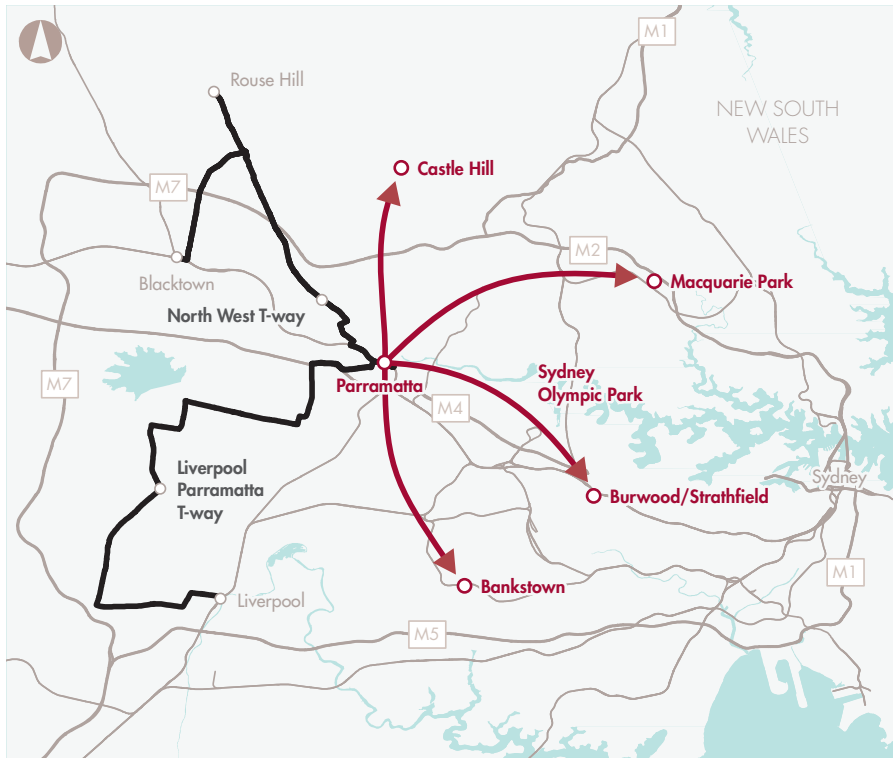 M1
Rouse Hill
NEW SOUTH
WALES
Castle Hill
M7
M2
Blacktown
Macquarie Park
North West T-way
Sydney
Olympic Park
Parramatta
M7
M4
Liverpool
Parramatta
T-way
Sydney
Burwood/Strathfield
M1
Bankstown
Liverpool
M5